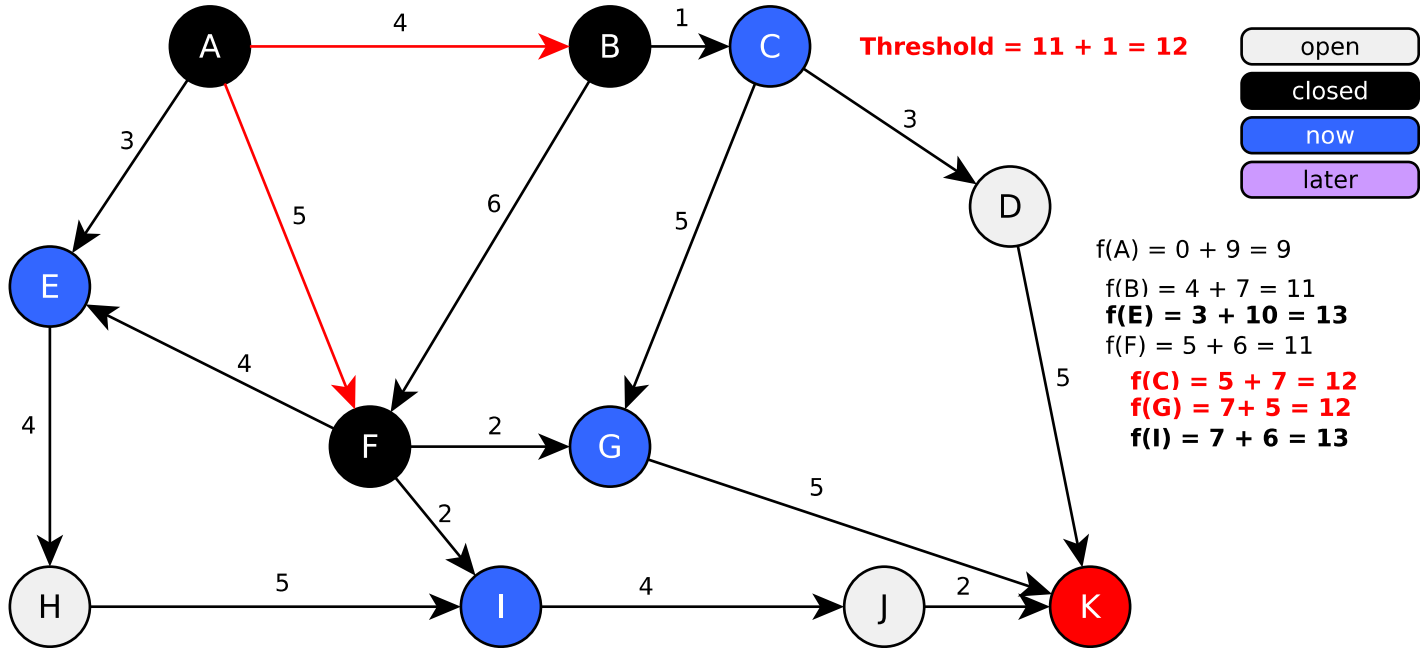 A
4
B
1
C
Threshold = 11 + 1 = 12
open
closed
now
later
3
3
D
5
6
5
E
f(A) = 0 + 9 = 9
f(B) = 4 + 7 = 11
f(E) = 3 + 10 = 13
f(F) = 5 + 6 = 11
f(C) = 5 + 7 = 12
f(G) = 7+ 5 = 12
f(I) = 7 + 6 = 13
4
5
4
F
2
G
5
2
H
5
I
4
J
2
K